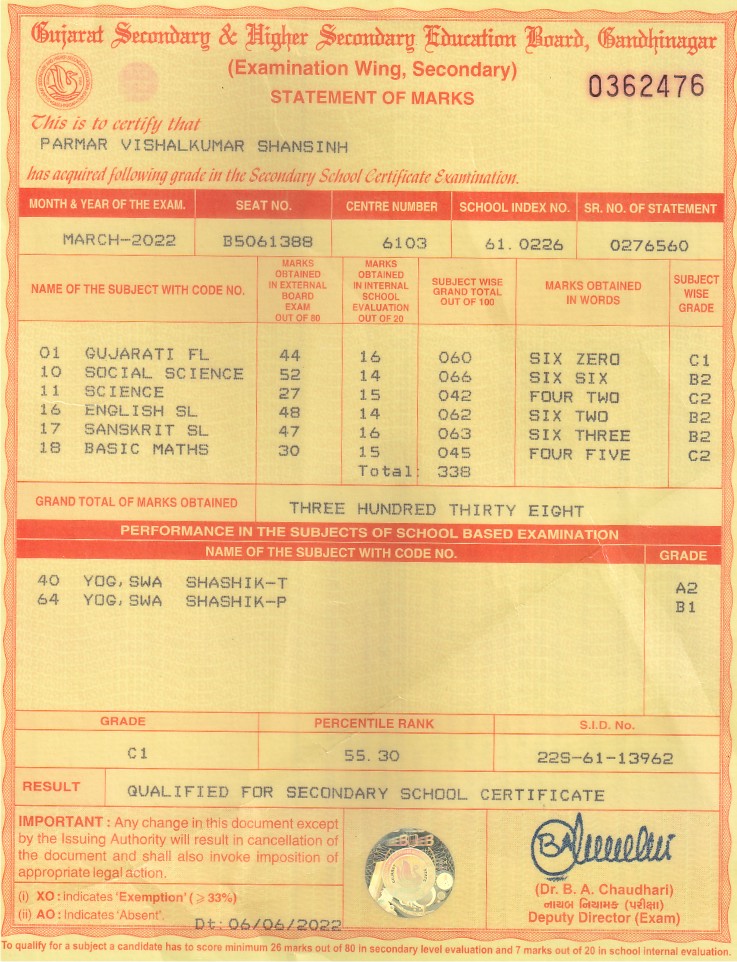 Gujarat Secondary & Higher Secondary Education Board, Gandhinagar
(Examination Wing, Secondary)
STATEMENT OF MARKS
0362476
This is to certify that
PARMAR VISHALKUMAR SHANSINH
has acquired following grade in the Secondary School Certificate Examination.
MONTH & YEAR OF THE EXAM. SEAT NO. CENTRE NUMBER SCHOOL INDEX NO. SR. NO. OF STATEMENT
MARCH-2022 B5061388 6103 61.0226 0276560
NAME OF THE SUBJECT WITH CODE NO.
MARKS
OBTAINED
IN EXTERNAL
BOARD
EXAM
OUT OF 80
MARKS
OBTAINED
IN INTERNAL
SCHOOL
EVALUATION
OUT OF 20
SUBJECT WISE
GRAND TOTAL
OUT OF 100
MARKS OBTAINED
IN WORDS
SUBJECT
WISE
GRADE
01 GUJARATI FL 44 16 060 SIX ZERO C1
10 SOCIAL SCIENCE 52 14 066 SIX SIX B2
11 SCIENCE 27 15 042 FOUR TWO C2
16 ENGLISH SL 48 14 062 SIX TWO B2
17 SANSKRIT SL 47 16 063 SIX THREE B2
18 BASIC MATHS 30 15 045 FOUR FIVE C2
Total: 338
GRAND TOTAL OF MARKS OBTAINED THREE HUNDRED THIRTY EIGHT
PERFORMANCE IN THE SUBJECTS OF SCHOOL BASED EXAMINATION
NAME OF THE SUBJECT WITH CODE NO. GRADE
40 YOG,SWA SHASHIK-T A2
64 YOG,SWA SHASHIK-P B1
GRADE PERCENTILE RANK S.I.D. No.
C1 55.30 22S-61-13962
RESULT QUALIFIED FOR SECONDARY SCHOOL CERTIFICATE
IMPORTANT : Any change in this document except
by the Issuing Authority will result in cancellation of
the document and shall also invoke imposition of
appropriate legal action.
(i) XO : indicates 'Exemption' (⩾ 33%)
(ii) AO : Indicates 'Absent'.
Dt: 06/06/2022
(Dr. B. A. Chaudhari)
નાયબ નિયામક (પરીક્ષા)
Deputy Director (Exam)
To qualify for a subject a candidate has to score minimum 26 marks out of 80 in secondary level evaluation and 7 marks out of 20 in school internal evaluation.